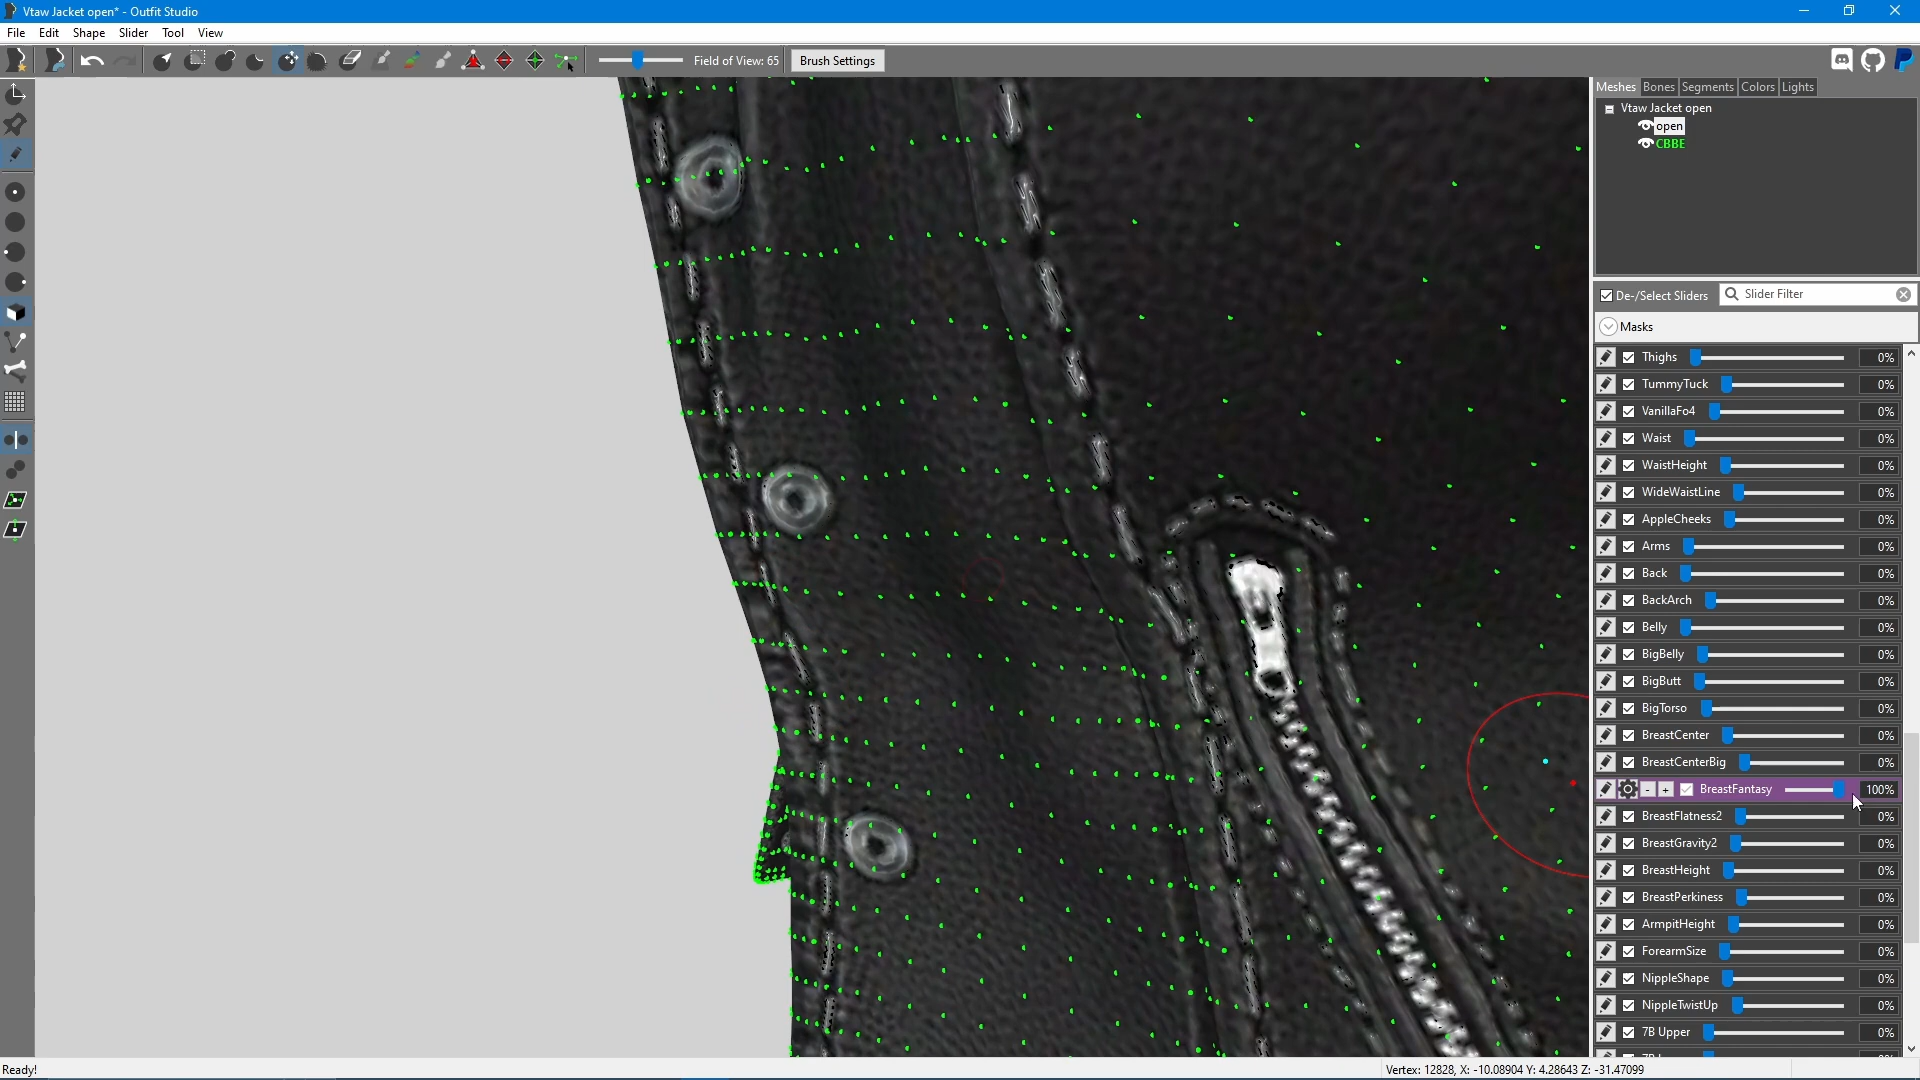 Vtaw Jacket open* - Outfit Studio
File Edit Shape Slider Tool View
Field of View: 65 Brush Settings
Meshes Bones Segments Colors Lights
Vtaw Jacket open
open
CBBE
De-/Select Sliders Slider Filter
Masks
Thighs 0%
TummyTuck 0%
VanillaFo4 0%
Waist 0%
WaistHeight 0%
WideWaistLine 0%
AppleCheeks 0%
Arms 0%
Back 0%
BackArch 0%
Belly 0%
BigBelly 0%
BigButt 0%
BigTorso 0%
BreastCenter 0%
BreastCenterBig 0%
- + BreastFantasy 100%
BreastFlatness2 0%
BreastGravity2 0%
BreastHeight 0%
BreastPerkiness 0%
ArmpitHeight 0%
ForearmSize 0%
NippleShape 0%
NippleTwistUp 0%
7B Upper 0%
Ready! Vertex: 12828, X: -10.08904 Y: 4.28643 Z: -31.47099